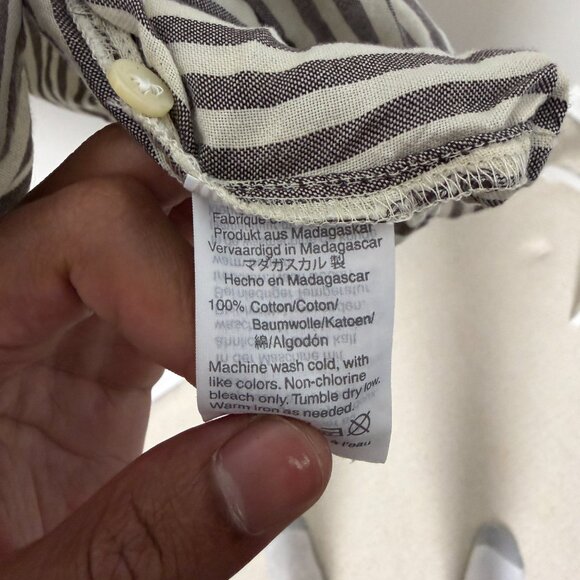 Fabriqué
Produkt aus Madagaskar
Vervaardigd in Madagascar
マダガスカル 製
Hecho en Madagascar
100% Cotton/Coton/
Baumwolle/Katoen/
綿/Algodón
Machine wash cold, with
like colors. Non-chlorine
bleach only. Tumble dry low.
Warm iron as needed.
à l'eau